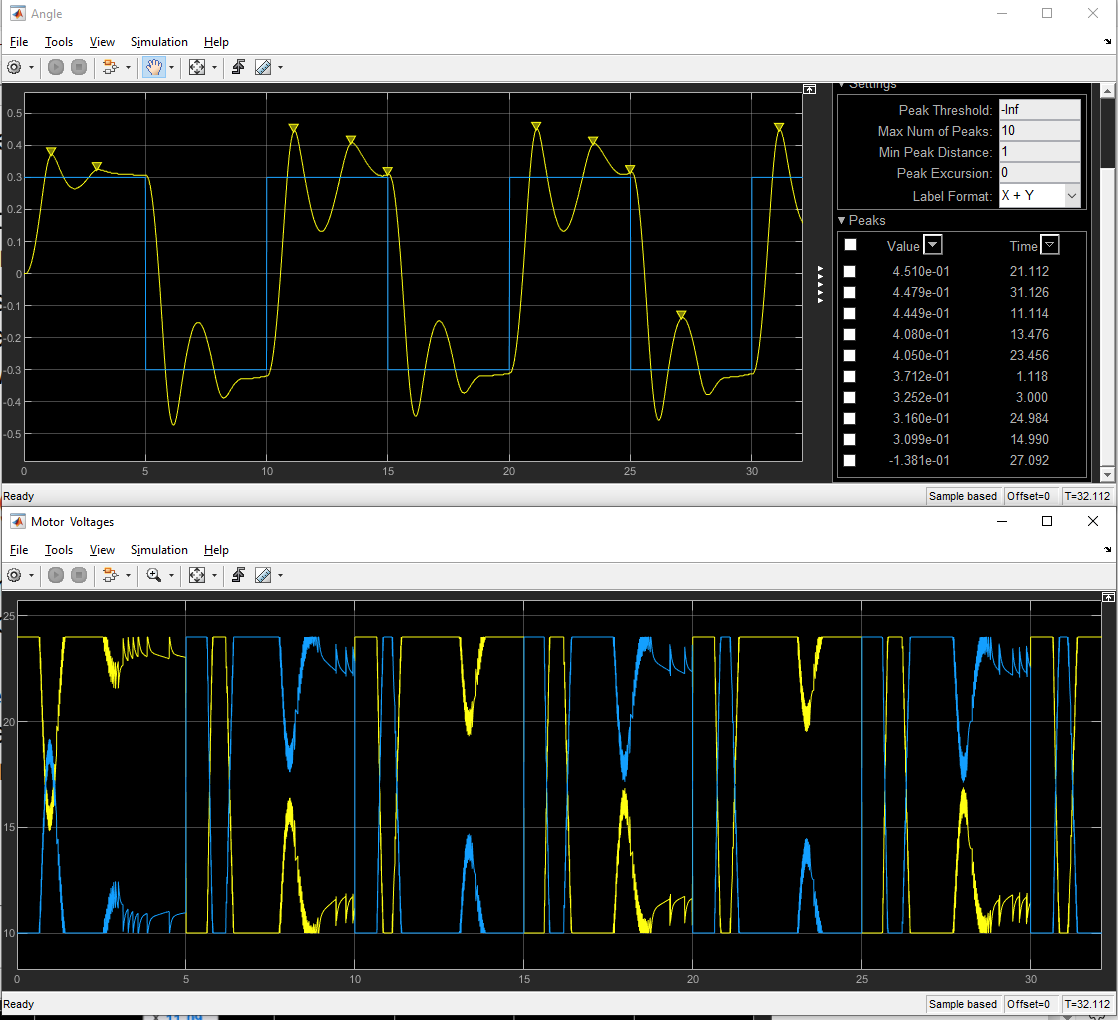 Angle
File Tools View Simulation Help
Settings
Peak Threshold: -Inf
Max Num of Peaks: 10
Min Peak Distance: 1
Peak Excursion: 0
Label Format: X + Y
Peaks
Value Time
4.510e-01 21.112
4.479e-01 31.126
4.449e-01 11.114
4.080e-01 13.476
4.050e-01 23.456
3.712e-01 1.118
3.252e-01 3.000
3.160e-01 24.984
3.099e-01 14.990
-1.381e-01 27.092
0.5
0.4
0.3
0.2
0.1
0
-0.1
-0.2
-0.3
-0.4
-0.5
0 5 10 15 20 25 30
Ready Sample based Offset=0 T=32.112
Motor Voltages
File Tools View Simulation Help
25
20
15
10
0 5 10 15 20 25 30
Ready Sample based Offset=0 T=32.112